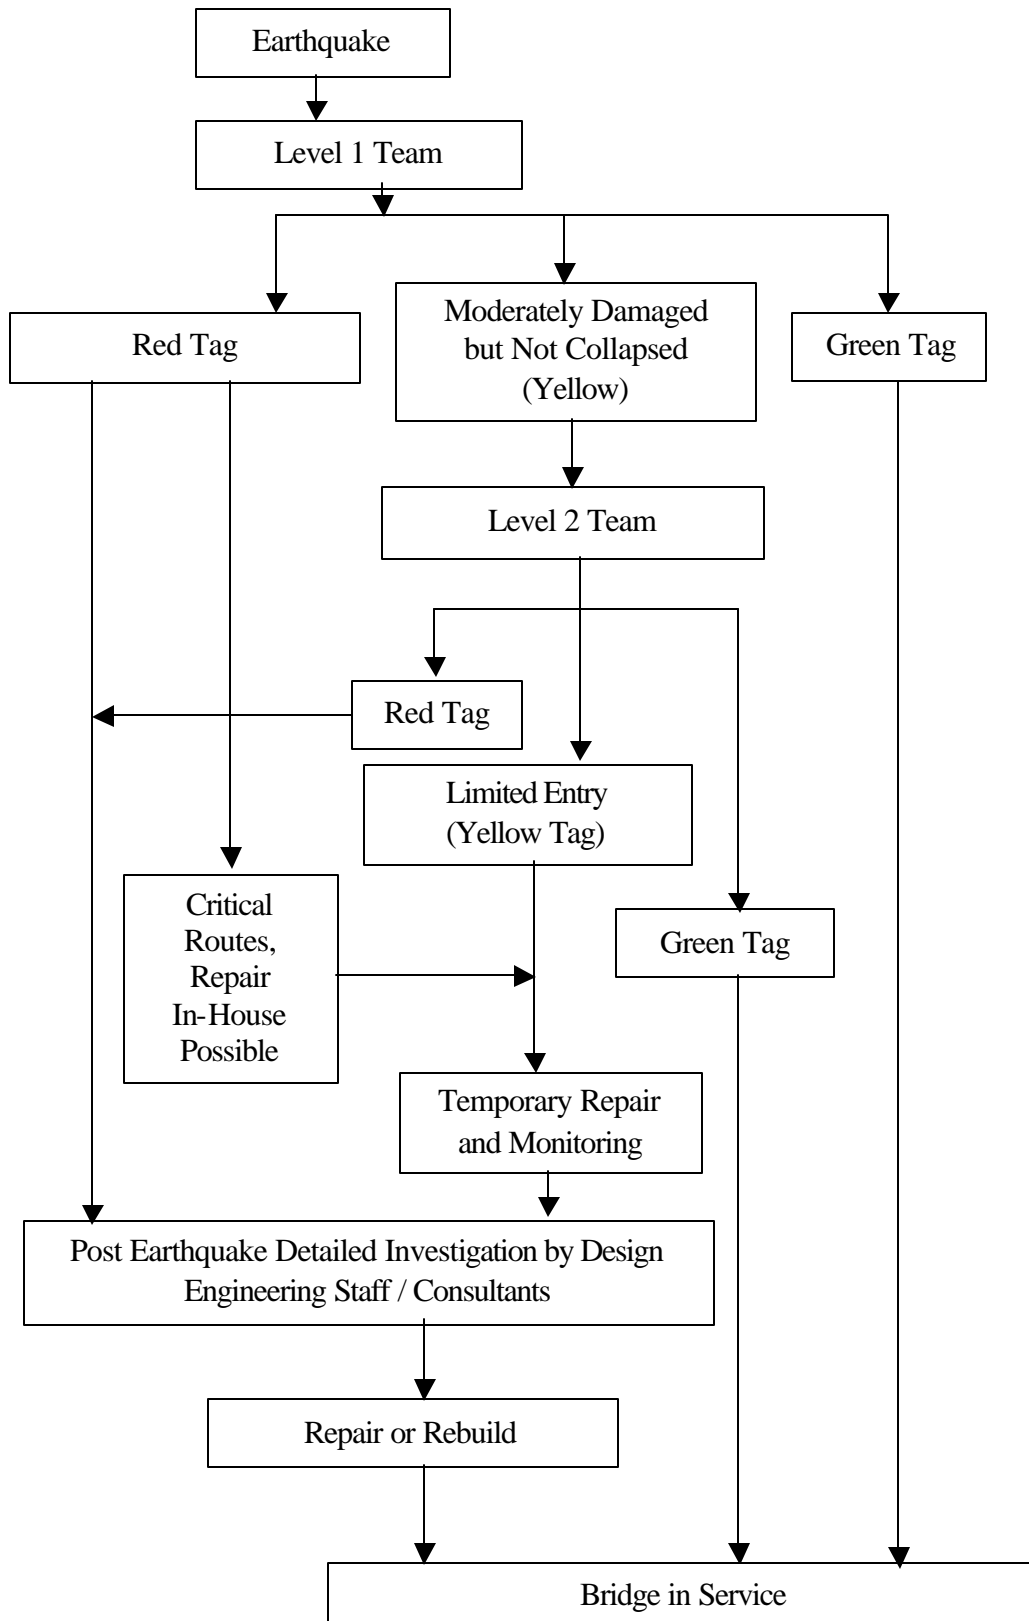 Earthquake
Level 1 Team
Red Tag
Moderately Damaged
but Not Collapsed
(Yellow)
Green Tag
Level 2 Team
Red Tag
Limited Entry
(Yellow Tag)
Critical
Routes,
Repair
In-House
Possible
Green Tag
Temporary Repair
and Monitoring
Post Earthquake Detailed Investigation by Design
Engineering Staff / Consultants
Repair or Rebuild
Bridge in Service